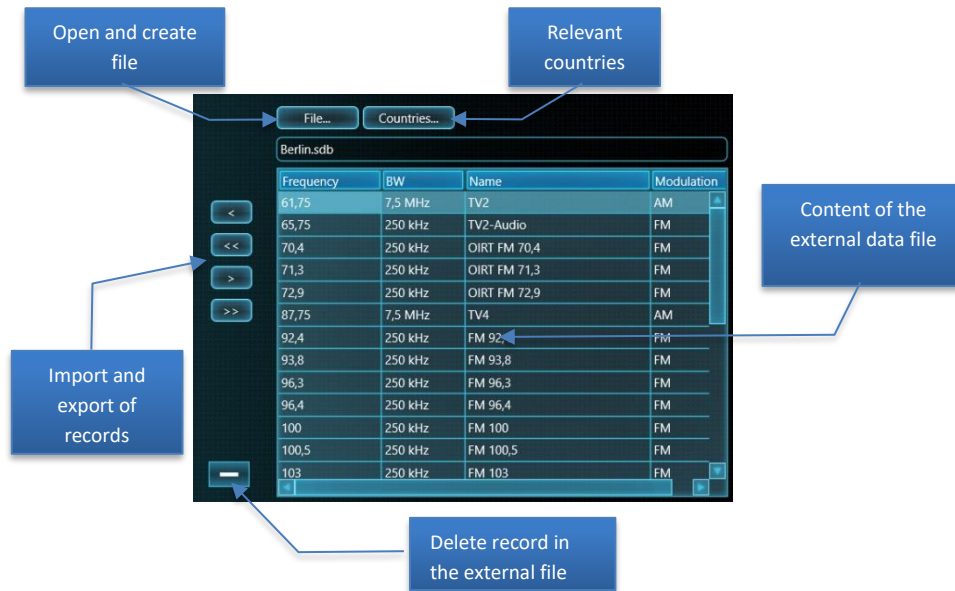 Open and create
file
Relevant
countries
File... Countries...
Berlin.sdb
Frequency BW Name Modulation
61,75 7,5 MHz TV2 AM
65,75 250 kHz TV2-Audio FM
70,4 250 kHz OIRT FM 70,4 FM
71,3 250 kHz OIRT FM 71,3 FM
72,9 250 kHz OIRT FM 72,9 FM
87,75 7,5 MHz TV4 AM
92,4 250 kHz FM 92, FM
93,8 250 kHz FM 93,8 FM
96,3 250 kHz FM 96,3 FM
96,4 250 kHz FM 96,4 FM
100 250 kHz FM 100 FM
100,5 250 kHz FM 100,5 FM
103 250 kHz FM 103 FM
<
<<
>
>>
Content of the
external data file
Import and
export of
records
Delete record in
the external file